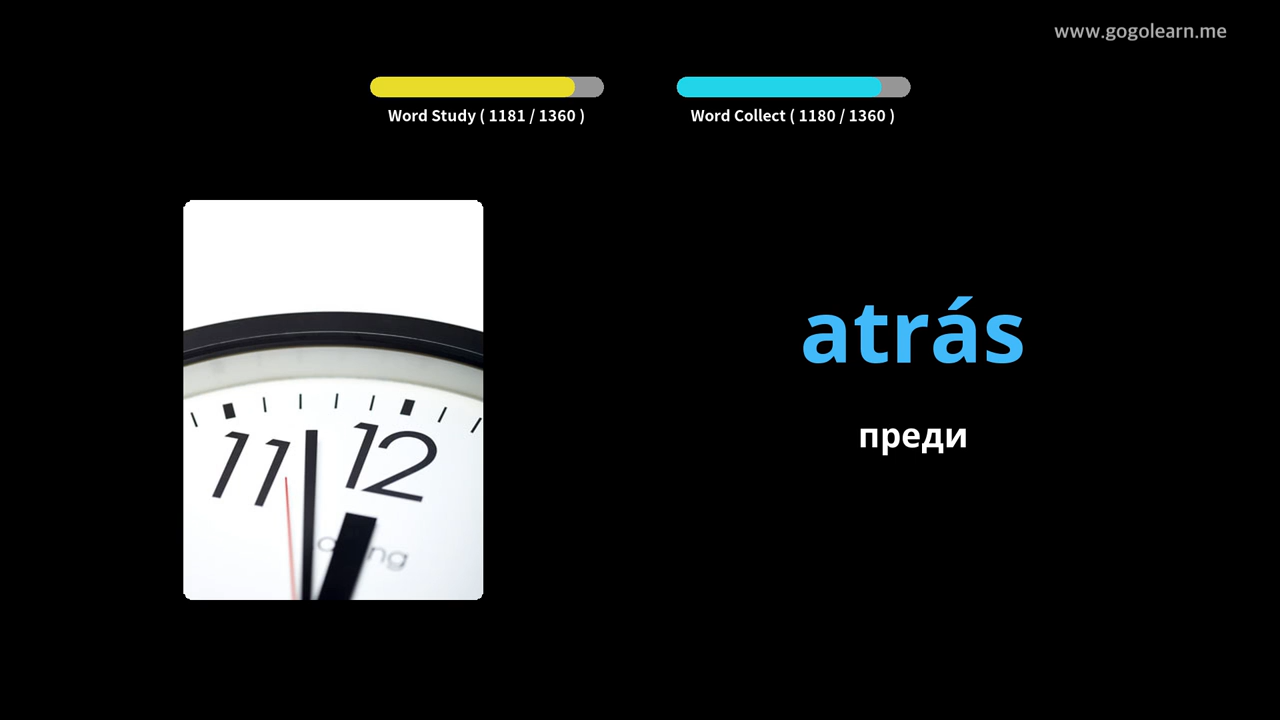 www.gogolearn.me
Word Study ( 1181 / 1360 )
Word Collect ( 1180 / 1360 )
atrás
преди
11
12